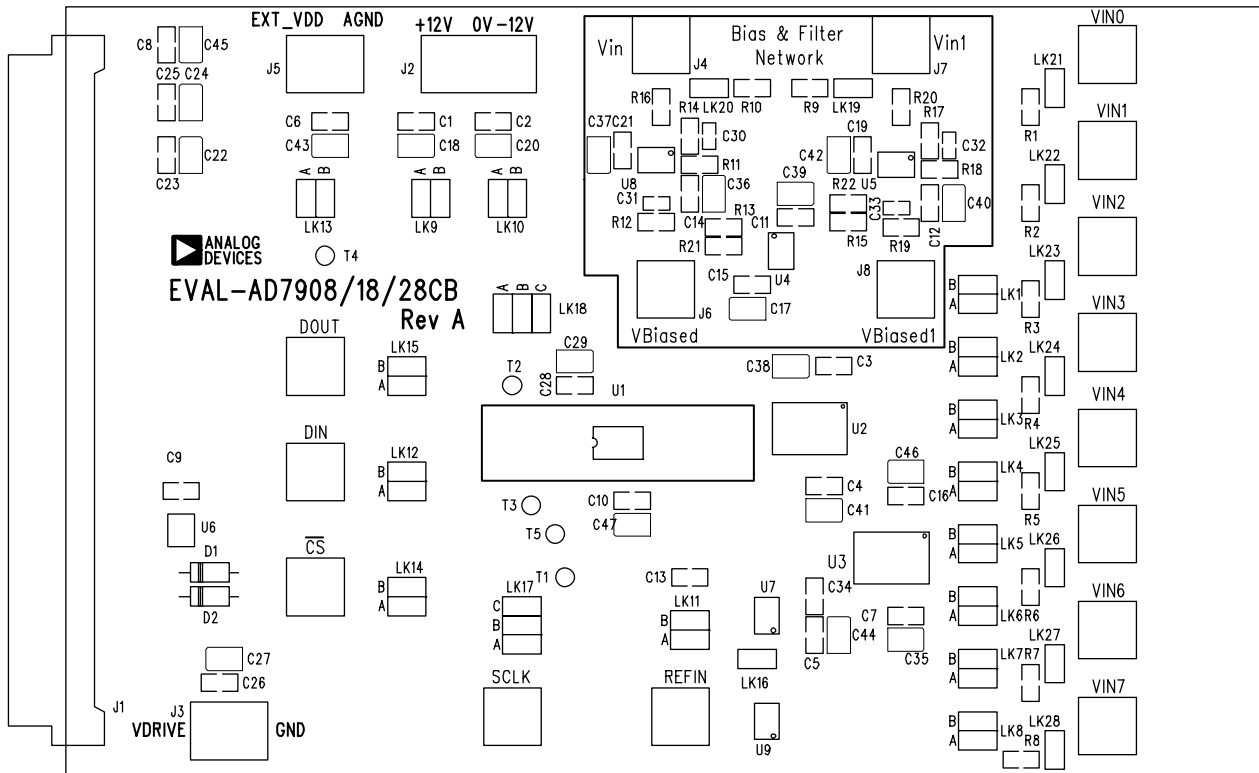 EXT_VDD AGND
+12V 0V -12V
Vin
Bias & Filter
Network
Vin1
VIN0
C8
C45
J5
J2
J4
J7
LK21
C25 C24
R16
R14
LK20
R10
R9
LK19
R20
R17
R1
VIN1
C6
C1
C2
C37
C21
C30
C19
C32
C43
C18
C20
R11
C42
R18
LK22
C22
C23
A B
A B
A B
U8
C36
C39
R22
U5
C31
R12
C14
R13
C11
C33
C40
R2
VIN2
LK13
LK9
LK10
R21
R15
R19
C12
ANALOG
DEVICES
T4
C15
U4
J8
LK23
EVAL-AD7908/18/28CB
Rev A
A B C
LK18
J6
C17
B
A
LK1
R3
VIN3
VBiased
VBiased1
DOUT
LK15
B
A
C29
T2
C28
U1
C38
C3
B
A
LK2
LK24
R4
VIN4
DIN
U2
B
A
LK3
LK25
C9
LK12
B
A
C46
B
A
LK4
T3
C10
C4
C16
R5
VIN5
U6
C47
C41
T5
D1
CS
U3
B
A
LK5
LK26
LK14
B
A
T1
LK17
C
B
A
C13
LK11
B
A
U7
C34
C7
B
A
LK6
R6
VIN6
D2
C27
C5
C44
C35
B
A
LK7
R7
LK27
C26
SCLK
REFIN
LK16
VIN7
J1
J3
VDRIVE
GND
U9
B
A
LK8
R8
LK28